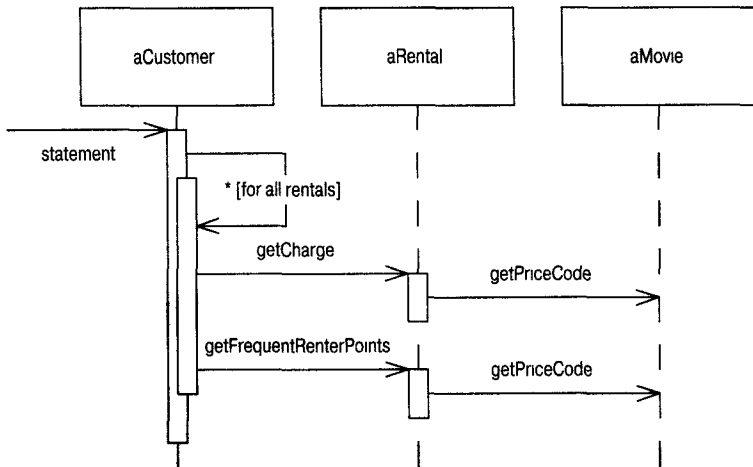 aCustomer
aRental
aMovie
statement
* [for all rentals]
getCharge
getPriceCode
getFrequentRenterPoints
getPriceCode